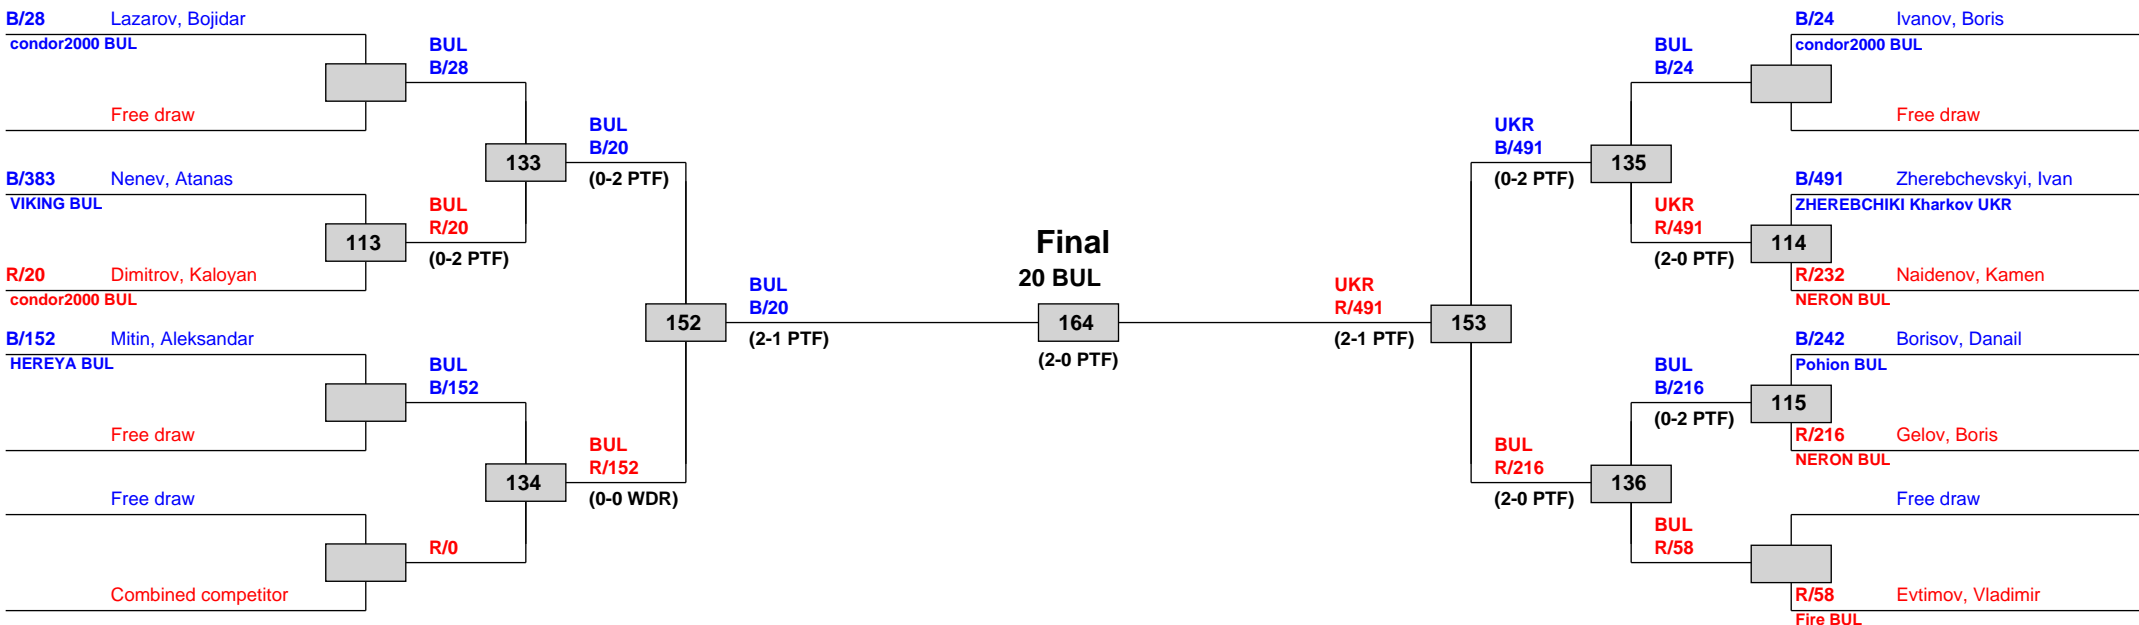 B/28 Lazarov, Bojidar
condor2000 BUL
Free draw
BUL
B/28
B/383 Nenev, Atanas
VIKING BUL
113
R/20 Dimitrov, Kaloyan
condor2000 BUL
BUL
R/20
(0-2 PTF)
133
BUL
B/20
(0-2 PTF)
B/152 Mitin, Aleksandar
HEREYA BUL
Free draw
BUL
B/152
Free draw
Combined competitor
R/0
134
BUL
R/152
(0-0 WDR)
152
BUL
B/20
(2-1 PTF)
Final
20 BUL
164
(2-0 PTF)
UKR
R/491
(2-1 PTF)
153
UKR
B/491
(0-2 PTF)
135
BUL
B/24
B/24 Ivanov, Boris
condor2000 BUL
Free draw
UKR
R/491
(2-0 PTF)
114
B/491 Zherebchevskyi, Ivan
ZHEREBCHIKI Kharkov UKR
R/232 Naidenov, Kamen
NERON BUL
BUL
R/216
(2-0 PTF)
136
BUL
B/216
(0-2 PTF)
115
B/242 Borisov, Danail
Pohion BUL
R/216 Gelov, Boris
NERON BUL
BUL
R/58
Free draw
R/58 Evtimov, Vladimir
Fire BUL